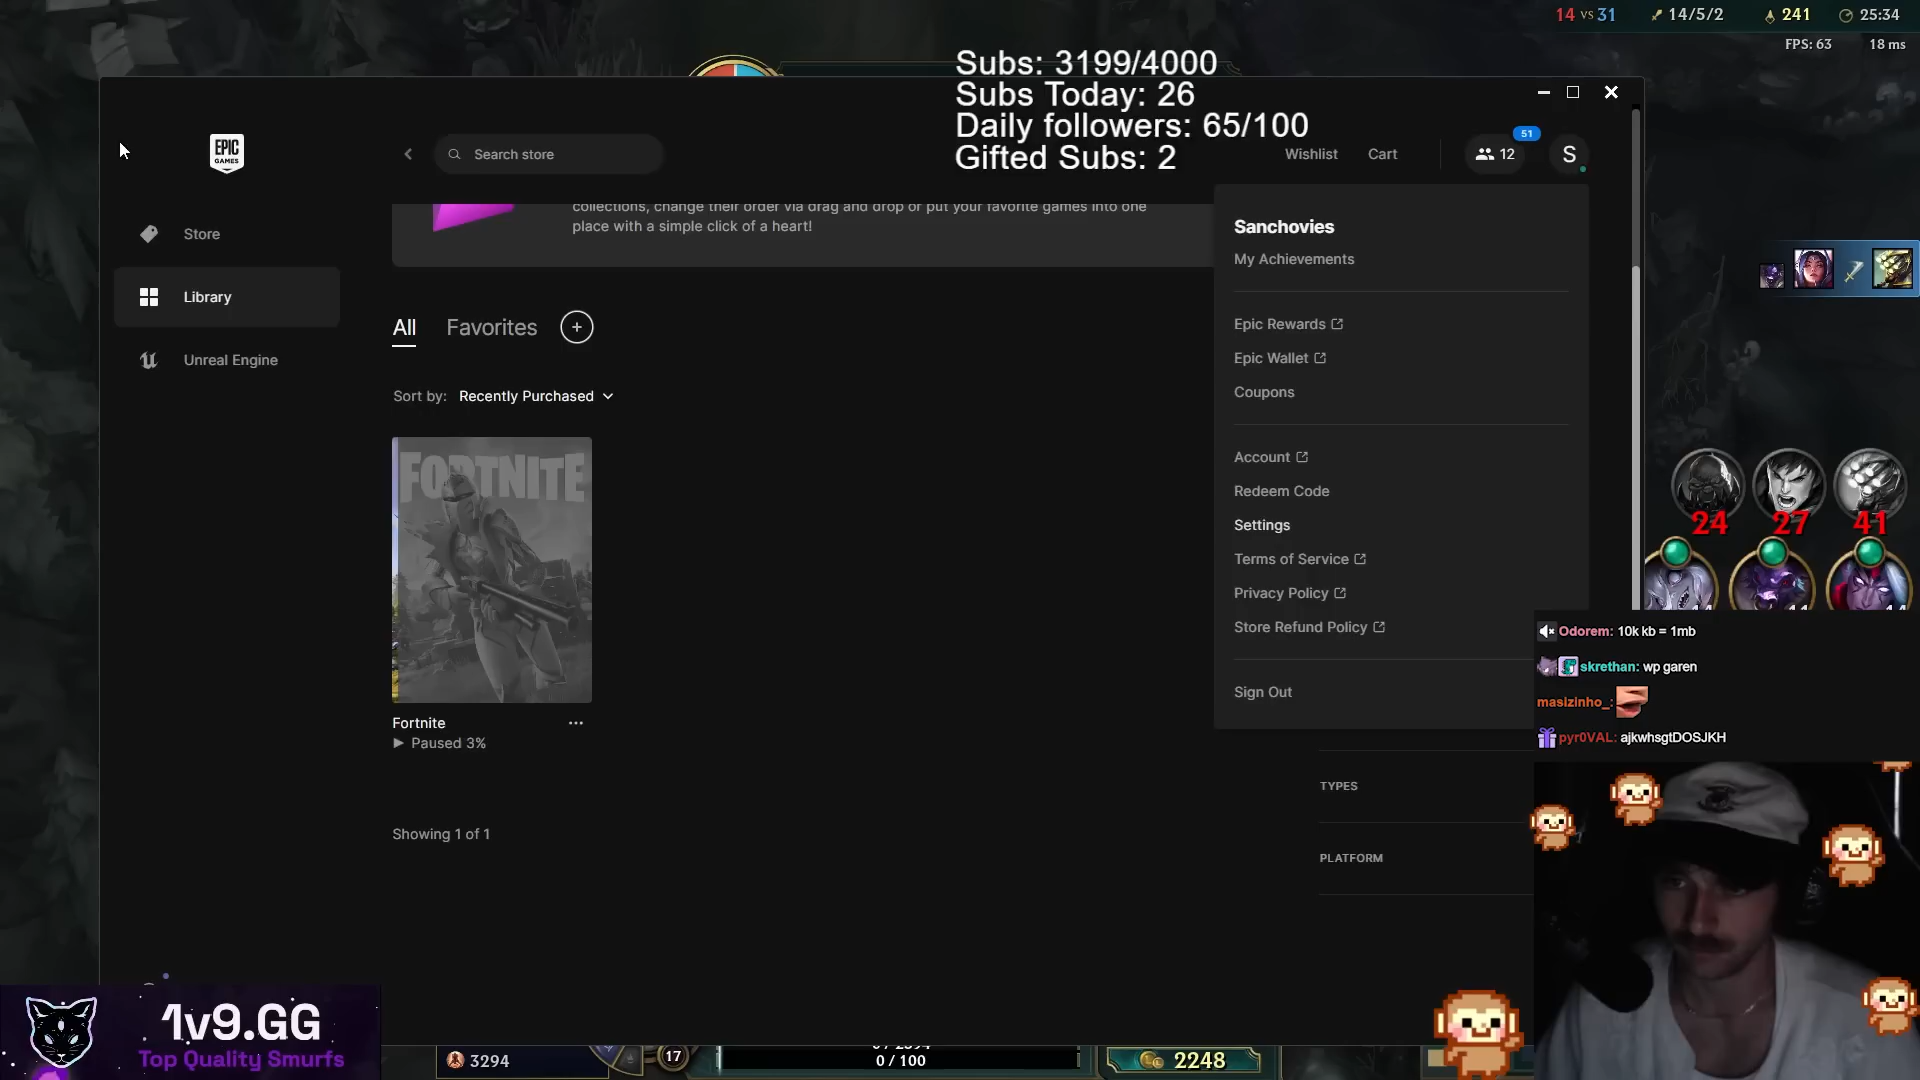 14 vs 31
14/5/2
241
25:34
FPS: 63
18 ms
Subs: 3199/4000
Subs Today: 26
Daily followers: 65/100
Gifted Subs: 2
EPIC
GAMES
Search store
Wishlist
Cart
51
12
S
Store
Library
Unreal Engine
collections, change their order via drag and drop or put your favorite games into one
place with a simple click of a heart!
All
Favorites
Sort by: Recently Purchased
FORTNITE
Fortnite
Paused 3%
Showing 1 of 1
Sanchovies
My Achievements
Epic Rewards
Epic Wallet
Coupons
Account
Redeem Code
Settings
Terms of Service
Privacy Policy
Store Refund Policy
Sign Out
TYPES
PLATFORM
24
27
41
Odorem: 10k kb = 1mb
skrethan: wp garen
masizinho_:
pyr0VAL: ajkwhsgtDOSJKH
1v9.GG
Top Quality Smurfs
3294
17
0 / 100
2248